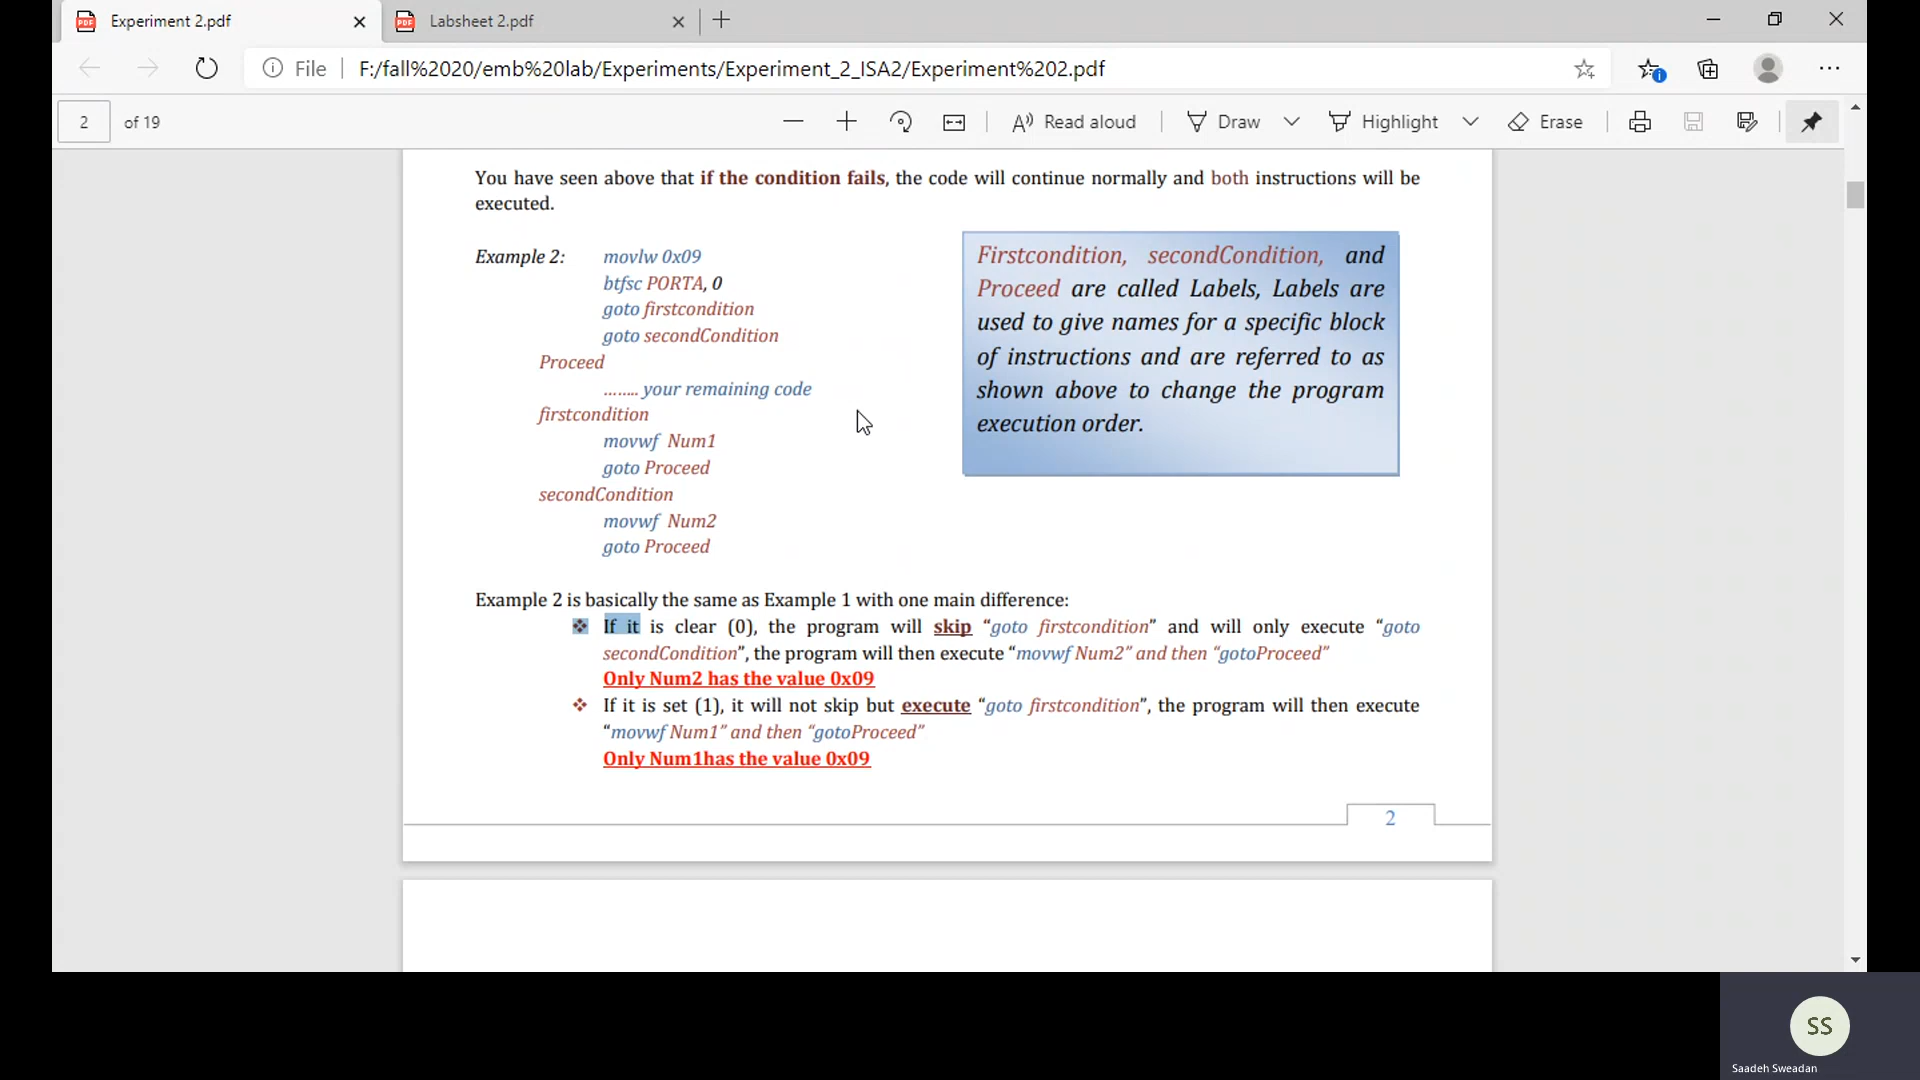 Experiment 2.pdf
Labsheet 2.pdf
File
F:/fall%2020/emb%20lab/Experiments/Experiment_2_ISA2/Experiment%202.pdf
2
of 19
Read aloud
Draw
Highlight
Erase
You have seen above that if the condition fails, the code will continue normally and both instructions will be
executed.
Example 2: movlw 0x09
btfsc PORTA, 0
goto firstcondition
goto secondCondition
Proceed
........ your remaining code
firstcondition
movwf Num1
goto Proceed
secondCondition
movwf Num2
goto Proceed
Firstcondition, secondCondition, and
Proceed are called Labels, Labels are
used to give names for a specific block
of instructions and are referred to as
shown above to change the program
execution order.
Example 2 is basically the same as Example 1 with one main difference:
❖ If it is clear (0), the program will skip “goto firstcondition” and will only execute “goto
secondCondition”, the program will then execute “movwf Num2” and then “gotoProceed”
Only Num2 has the value 0x09
❖ If it is set (1), it will not skip but execute “goto firstcondition”, the program will then execute
“movwf Num1” and then “gotoProceed”
Only Num1has the value 0x09
2
SS
Saadeh Sweadan